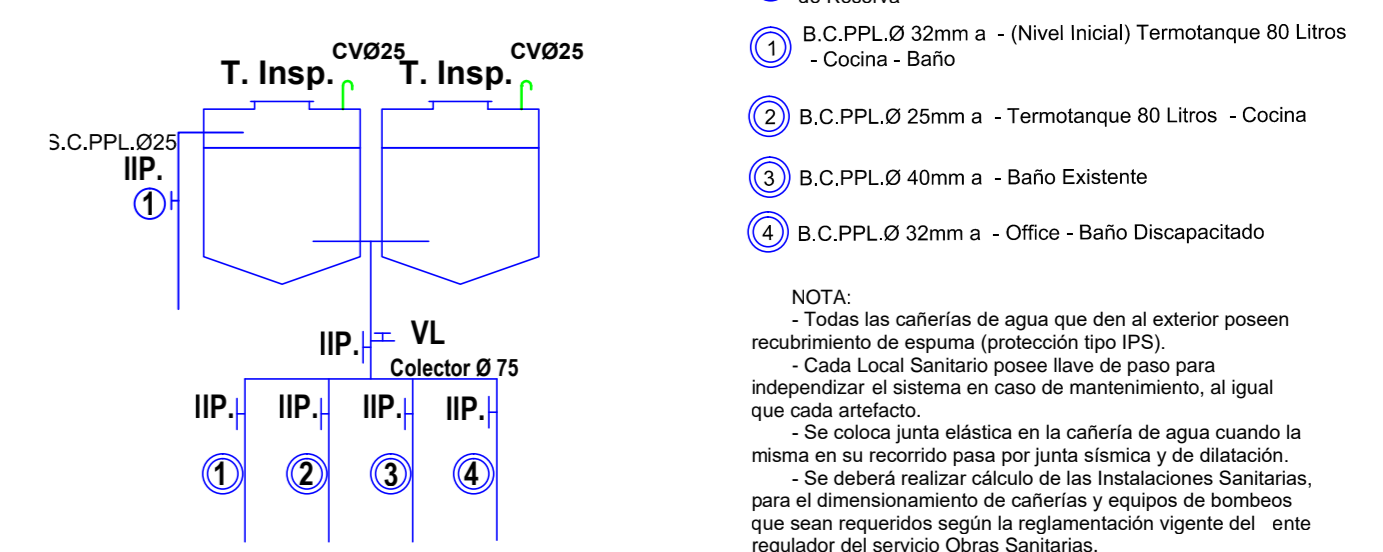 CVØ25
CVØ25
T. Insp.
T. Insp.
S.C.PPL.Ø25
llP.
1
llP.
VL
Colector Ø 75
llP.
llP.
llP.
llP.
1
2
3
4
de Reserva
1 B.C.PPL.Ø 32mm a - (Nivel Inicial) Termotanque 80 Litros
- Cocina - Baño
2 B.C.PPL.Ø 25mm a - Termotanque 80 Litros - Cocina
3 B.C.PPL.Ø 40mm a - Baño Existente
4 B.C.PPL.Ø 32mm a - Office - Baño Discapacitado
NOTA:
- Todas las cañerías de agua que den al exterior poseen
recubrimiento de espuma (protección tipo IPS).
- Cada Local Sanitario posee llave de paso para
independizar el sistema en caso de mantenimiento, al igual
que cada artefacto.
- Se coloca junta elástica en la cañería de agua cuando la
misma en su recorrido pasa por junta sísmica y de dilatación.
- Se deberá realizar cálculo de las Instalaciones Sanitarias,
para el dimensionamiento de cañerías y equipos de bombeos
que sean requeridos según la reglamentación vigente del ente
regulador del servicio Obras Sanitarias.